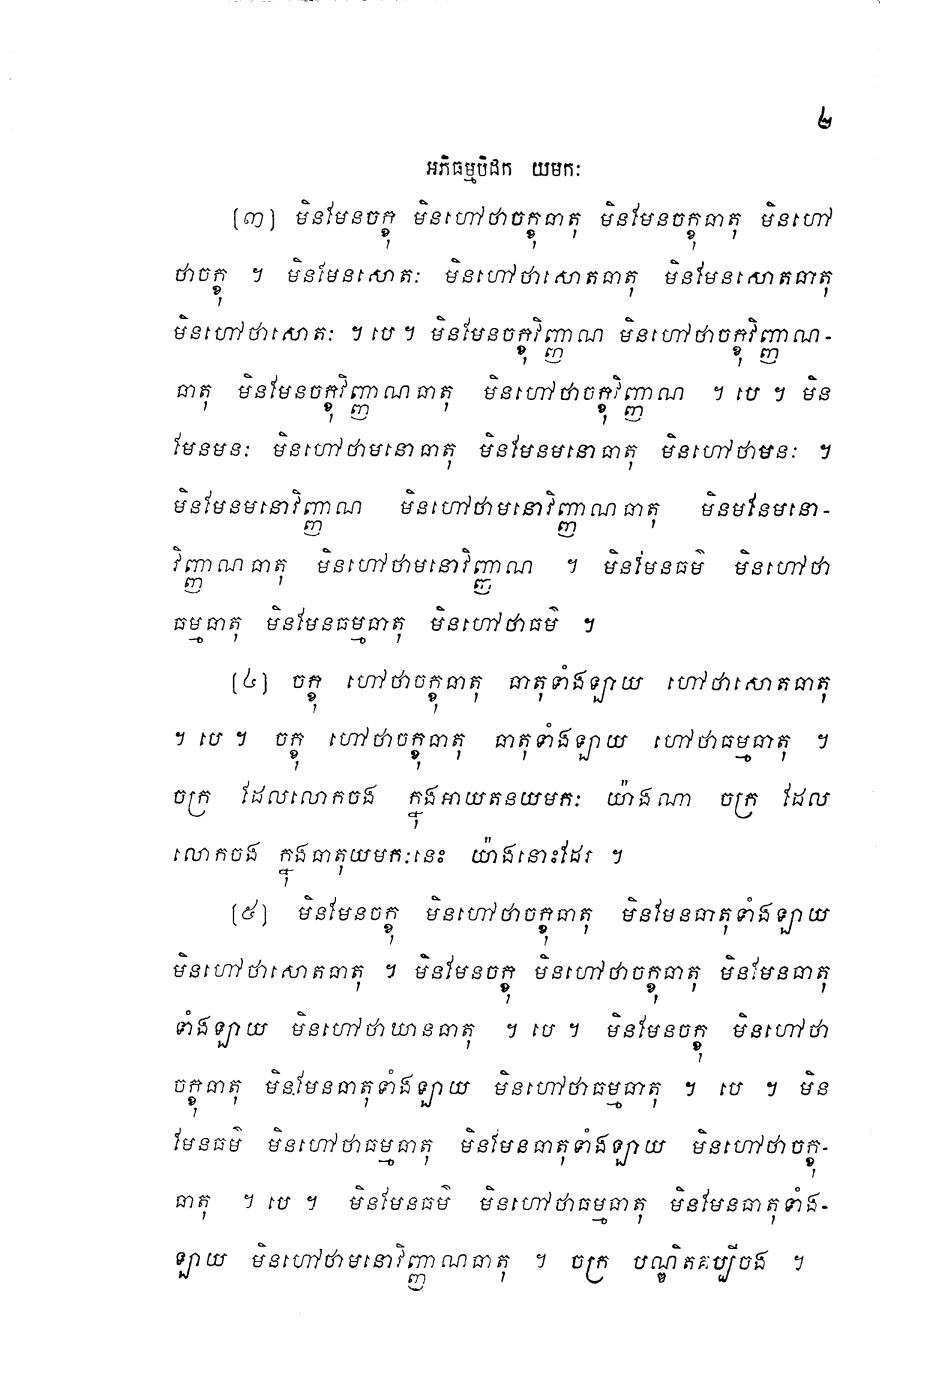 ២
អភិធម្មបិដក យមកៈ
(៣) មិនមែនចក្ខុ មិនហៅថាចក្ខុធាតុ មិនមែនចក្ខុធាតុ មិនហៅ
ថាចក្ខុ ។ មិនមែនសោតៈ មិនហៅថាសោតធាតុ មិនមែនសោតធាតុ
មិនហៅថាសោតៈ ។ បេ ។ មិនមែនចក្ខុវិញ្ញាណ មិនហៅថាចក្ខុវិញ្ញាណ-
ធាតុ មិនមែនចក្ខុវិញ្ញាណធាតុ មិនហៅថាចក្ខុវិញ្ញាណ ។ បេ ។ មិន
មែនមនៈ មិនហៅថាមនោធាតុ មិនមែនមនោធាតុ មិនហៅថាមនៈ ។
មិនមែនមនោវិញ្ញាណ មិនហៅថាមនោវិញ្ញាណធាតុ មិនមនែមនោ-
វិញ្ញាណធាតុ មិនហៅថាមនោវិញ្ញាណ ។ មិនមែនធម៌ មិនហៅថា
ធម្មធាតុ មិនមែនធម្មធាតុ មិនហៅថាធម៌ ។
(៤) ចក្ខុ ហៅថាចក្ខុធាតុ ធាតុទាំងឡាយ ហៅថាសោតធាតុ
។ បេ ។ ចក្ខុ ហៅថាចក្ខុធាតុ ធាតុទាំងឡាយ ហៅថាធម្មធាតុ ។
ចក្រ ដែលលោកចង ក្នុងអាយតនយមកៈ យ៉ាងណា ចក្រ ដែល
លោកចង ក្នុងធាតុយមកៈនេះ យ៉ាងនោះដែរ ។
(៥) មិនមែនចក្ខុ មិនហៅថាចក្ខុធាតុ មិនមែនធាតុទាំងឡាយ
មិនហៅថាសោតធាតុ ។ មិនមែនចក្ខុ មិនហៅថាចក្ខុធាតុ មិនមែនធាតុ
ទាំងឡាយ មិនហៅថាឃានធាតុ ។ បេ ។ មិនមែនចក្ខុ មិនហៅថា
ចក្ខុធាតុ មិនមែនធាតុទាំងឡាយ មិនហៅថាធម្មធាតុ ។ បេ ។ មិន
មែនធម៌ មិនហៅថាធម្មធាតុ មិនមែនធាតុទាំងឡាយ មិនហៅថាចក្ខុ-
ធាតុ ។ បេ ។ មិនមែនធម៌ មិនហៅថាធម្មធាតុ មិនមែនធាតុទាំង-
ឡាយ មិនហៅថាមនោវិញ្ញាណធាតុ ។ ចក្រ បណ្ឌិតគប្បីចង ។